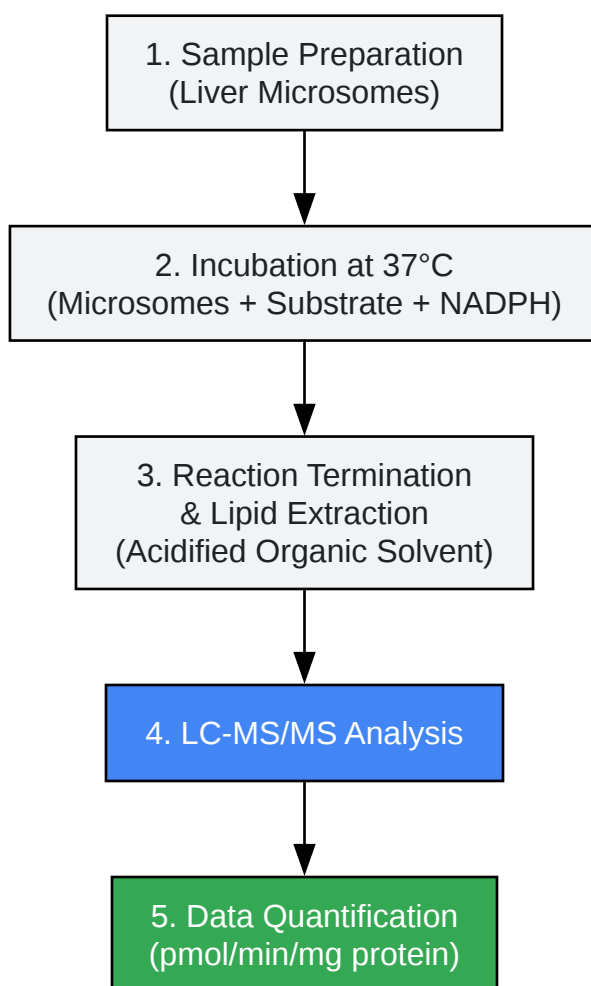 1. Sample Preparation
(Liver Microsomes)
2. Incubation at 37°C
(Microsomes + Substrate + NADPH)
3. Reaction Termination
& Lipid Extraction
(Acidified Organic Solvent)
4. LC-MS/MS Analysis
5. Data Quantification
(pmol/min/mg protein)